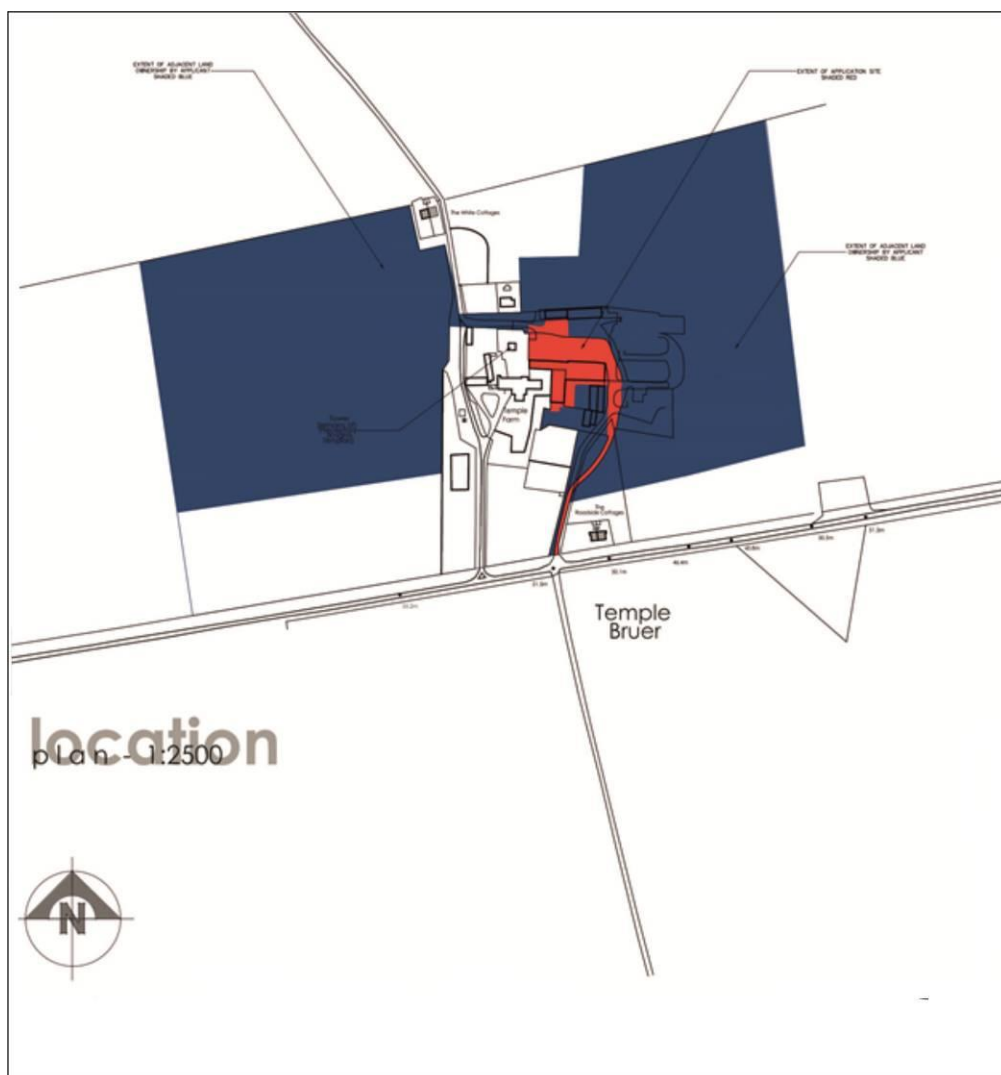 EXTENT OF ADJACENT LAND
OWNERSHIP BY APPLICANT
SHADED BLUE
EXTENT OF APPLICATION SITE
SHADED RED
The White Cottages
EXTENT OF ADJACENT LAND
OWNERSHIP BY APPLICANT
SHADED BLUE
Temple
Farm
The
Roadside Cottages
Temple
Bruer
location
plan - 1:2500
N